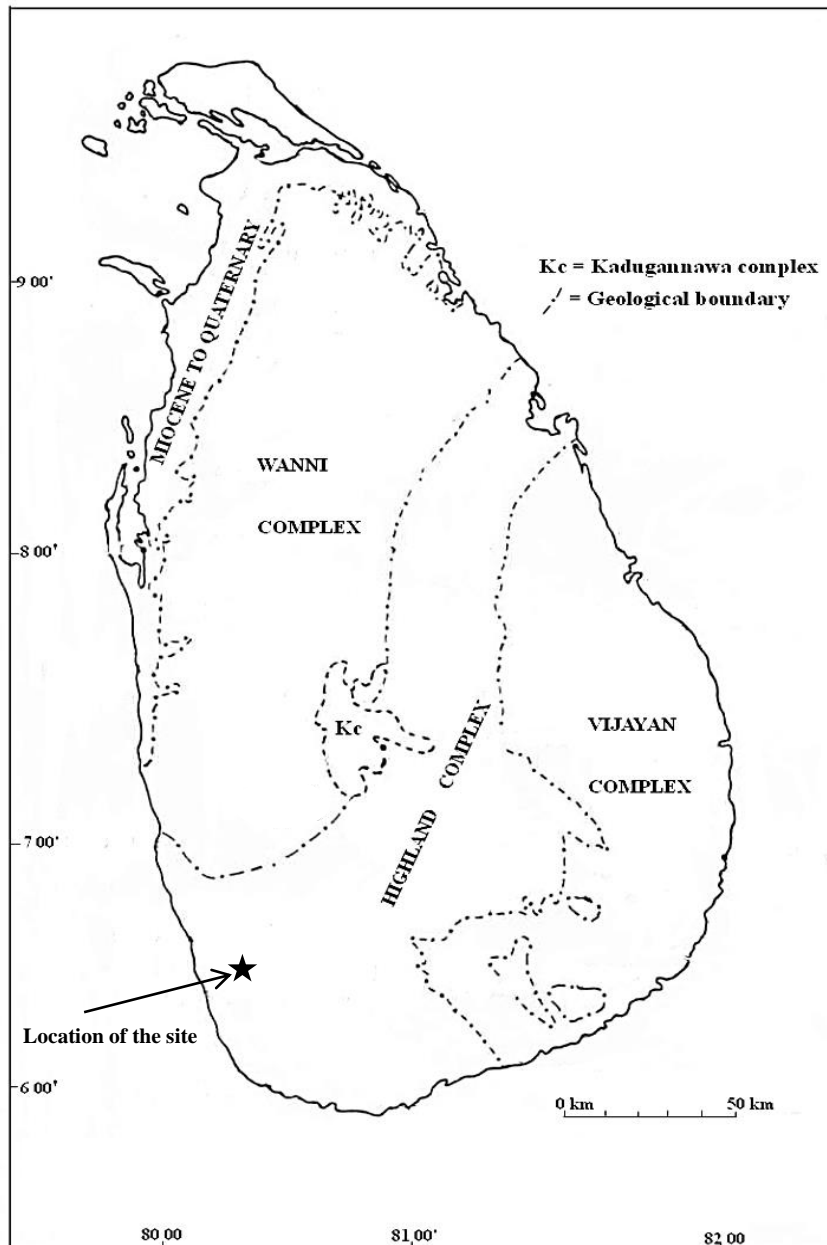 Kc = Kadugannawa complex
= Geological boundary
9 00'
MIOCENE TO QUATERNARY
WANNI
COMPLEX
8 00'
Kc
HIGHLAND COMPLEX
VIJAYAN
COMPLEX
7 00'
Location of the site
6 00'
0 km 50 km
80 00 81 00' 82 00